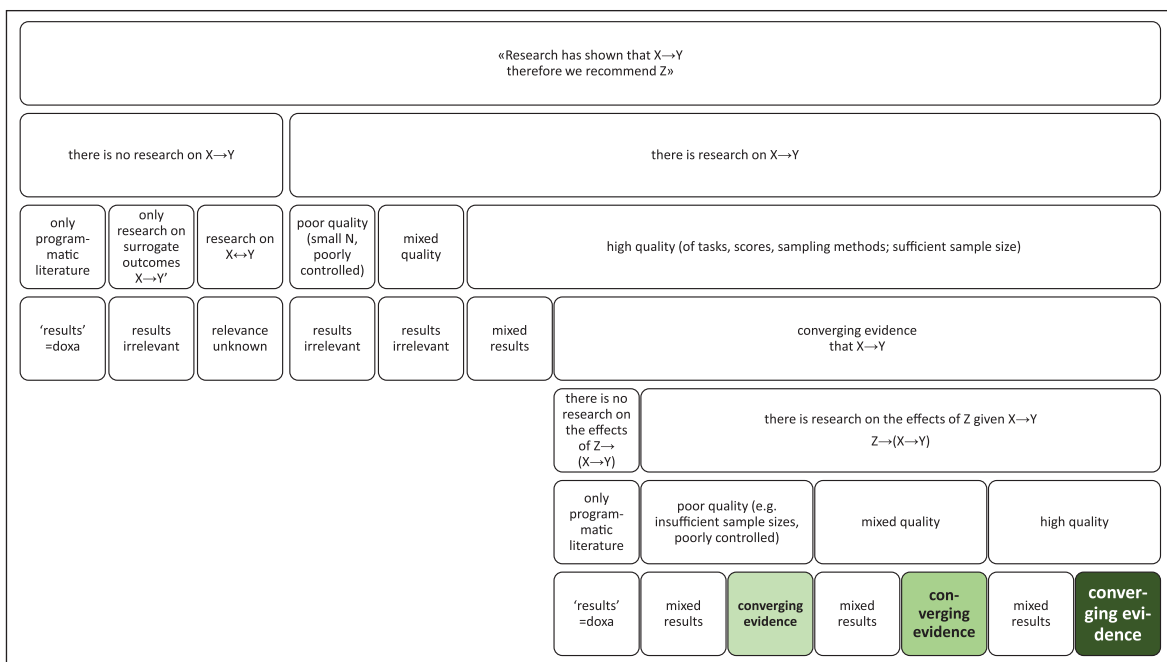 «Research has shown that X→Y
therefore we recommend Z»
there is no research on X→Y
there is research on X→Y
only
program-
matic
literature
only
research on
surrogate
outcomes
X→Y’
research on
X↔Y
poor quality
(small N,
poorly
controlled)
mixed
quality
high quality (of tasks, scores, sampling methods; sufficient sample size)
‘results’
=doxa
results
irrelevant
relevance
unknown
results
irrelevant
results
irrelevant
mixed
results
converging evidence
that X→Y
there is no
research on
the effects
of Z→
(X→Y)
there is research on the effects of Z given X→Y
Z→(X→Y)
only
program-
matic
literature
poor quality (e.g.
insufficient sample sizes,
poorly controlled)
mixed quality
high quality
‘results’
=doxa
mixed
results
converging
evidence
mixed
results
con-
verging
evidence
mixed
results
conver-
ging evi-
dence